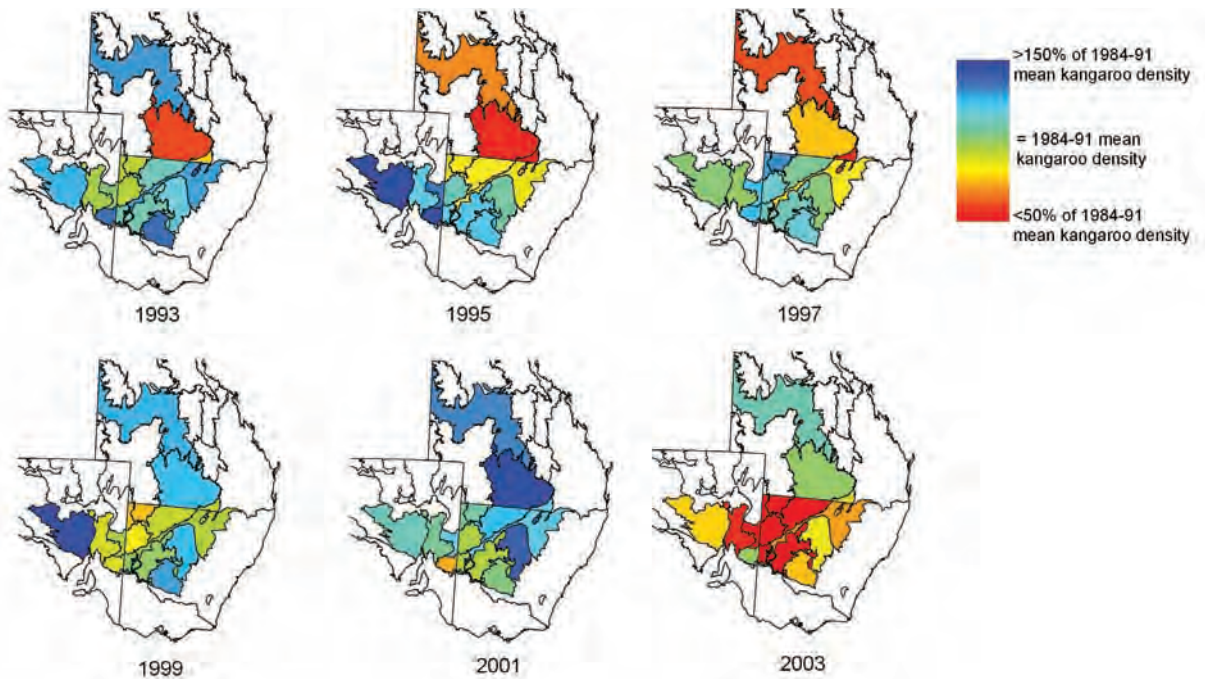 >150% of 1984-91
mean kangaroo density
= 1984-91 mean
kangaroo density
<50% of 1984-91
mean kangaroo density
1993
1995
1997
1999
2001
2003